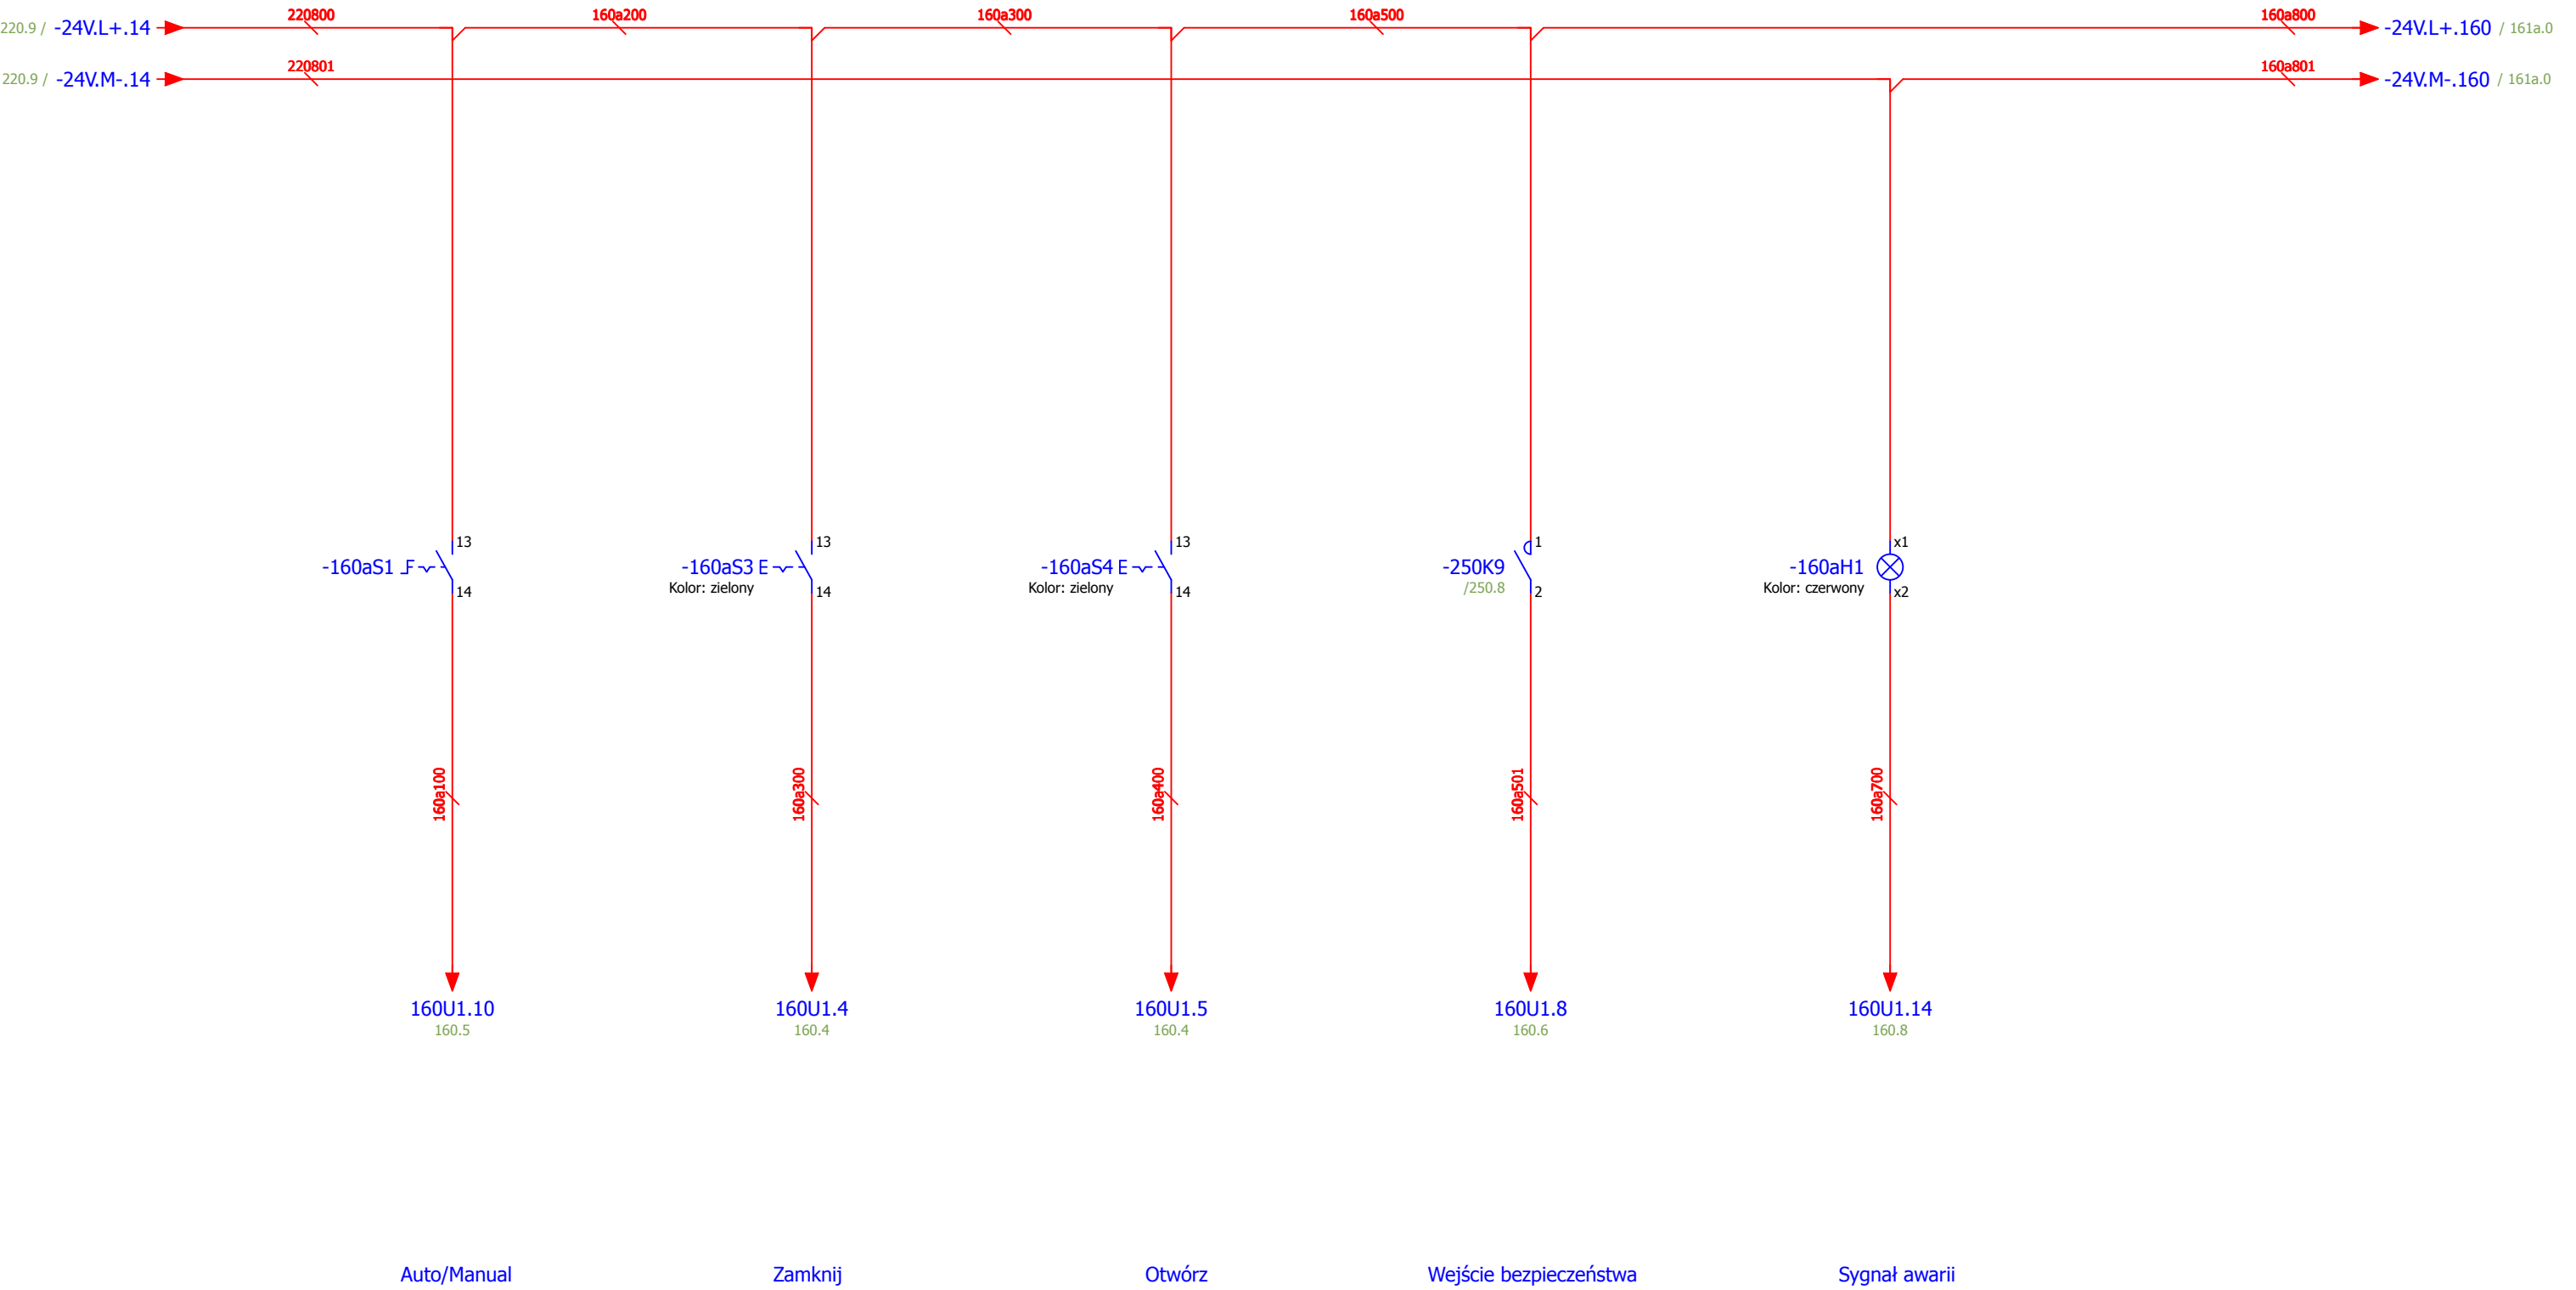 220800 160a200 160a300 160a500 160a800
220.9 / -24V.L+.14 -24V.L+.160 / 161a.0
220801 160a801
220.9 / -24V.M-.14 -24V.M-.160 / 161a.0
13 13 13 1 x1
-160aS1 -160aS3 -160aS4 -250K9 -160aH1
Kolor: zielony Kolor: zielony /250.8 Kolor: czerwony
14 14 14 2 x2
160a100 160a300 160a400 160a501 160a700
160U1.10 160U1.4 160U1.5 160U1.8 160U1.14
160.5 160.4 160.4 160.6 160.8
Auto/Manual Zamknij Otwórz Wejście bezpieczeństwa Sygnał awarii